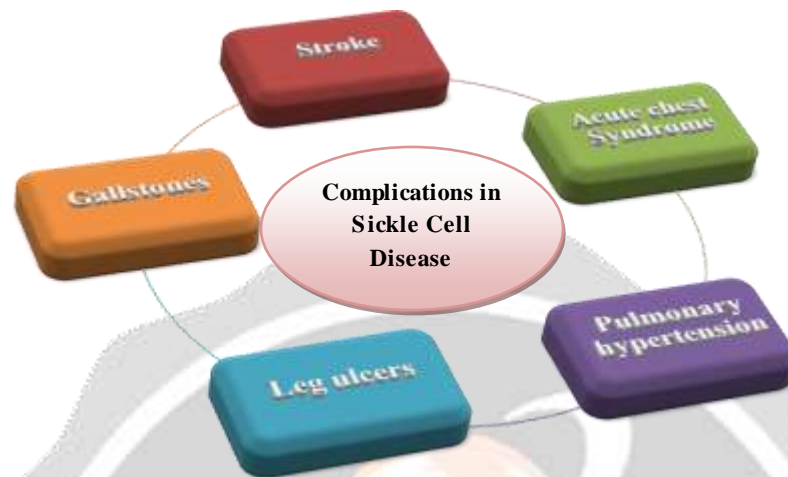 Stroke
Acute chest
Syndrome
Gallstones
Complications in
Sickle Cell
Disease
Pulmonary
hypertension
Leg ulcers